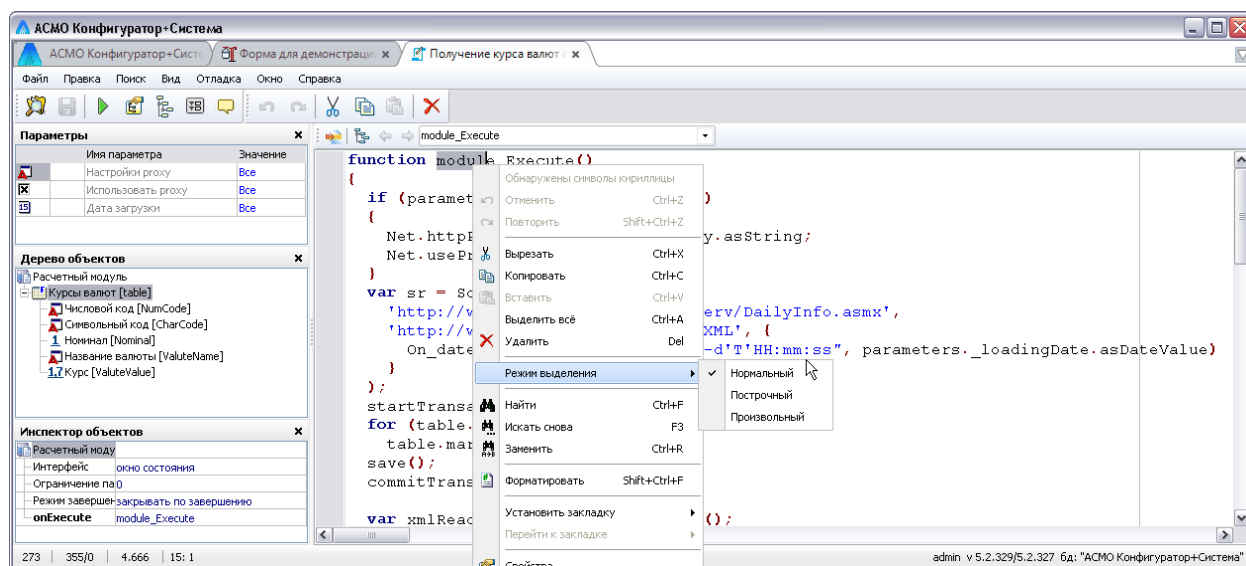 АСМО Конфигуратор+Система
АСМО Конфигуратор+Систе
Форма для демонстраци
Получение курса валют с
Файл Правка Поиск Вид Отладка Окно Справка
Параметры
Имя параметра Значение
Настройки proxy Все
Использовать proxy Все
15 Дата загрузки Все
Дерево объектов
Расчетный модуль
Курсы валют [table]
Числовой код [NumCode]
Символьный код [CharCode]
1 Номинал [Nominal]
Название валюты [ValuteName]
1,7 Курс [ValuteValue]
Инспектор объектов
Расчетный моду
Интерфейс окно состояния
Ограничение па 0
Режим завершен закрывать по завершению
onExecute module_Execute
module_Execute
function module_Execute()
{
if (paramet )
{
Net.httpP y.asString;
Net.usePr
}
var sr = So
'http://w erv/DailyInfo.asmx',
'http://w XML', {
On_date -d'T'HH:mm:ss", parameters._loadingDate.asDateValue)
}
);
startTransa
for (table.
table.mar
save();
commitTrans
var xmlReac ();
Обнаружены символы кириллицы
Отменить Ctrl+Z
Повторить Shift+Ctrl+Z
Вырезать Ctrl+X
Копировать Ctrl+C
Вставить Ctrl+V
Выделить всё Ctrl+A
Удалить Del
Режим выделения
Нормальный
Построчный
Произвольный
Найти Ctrl+F
Искать снова F3
Заменить Ctrl+R
Форматировать Shift+Ctrl+F
Установить закладку
Перейти к закладке
Свойства
273 355/0 4.666 15: 1
admin v 5.2.329/5.2.327 бд: "АСМО Конфигуратор+Система"